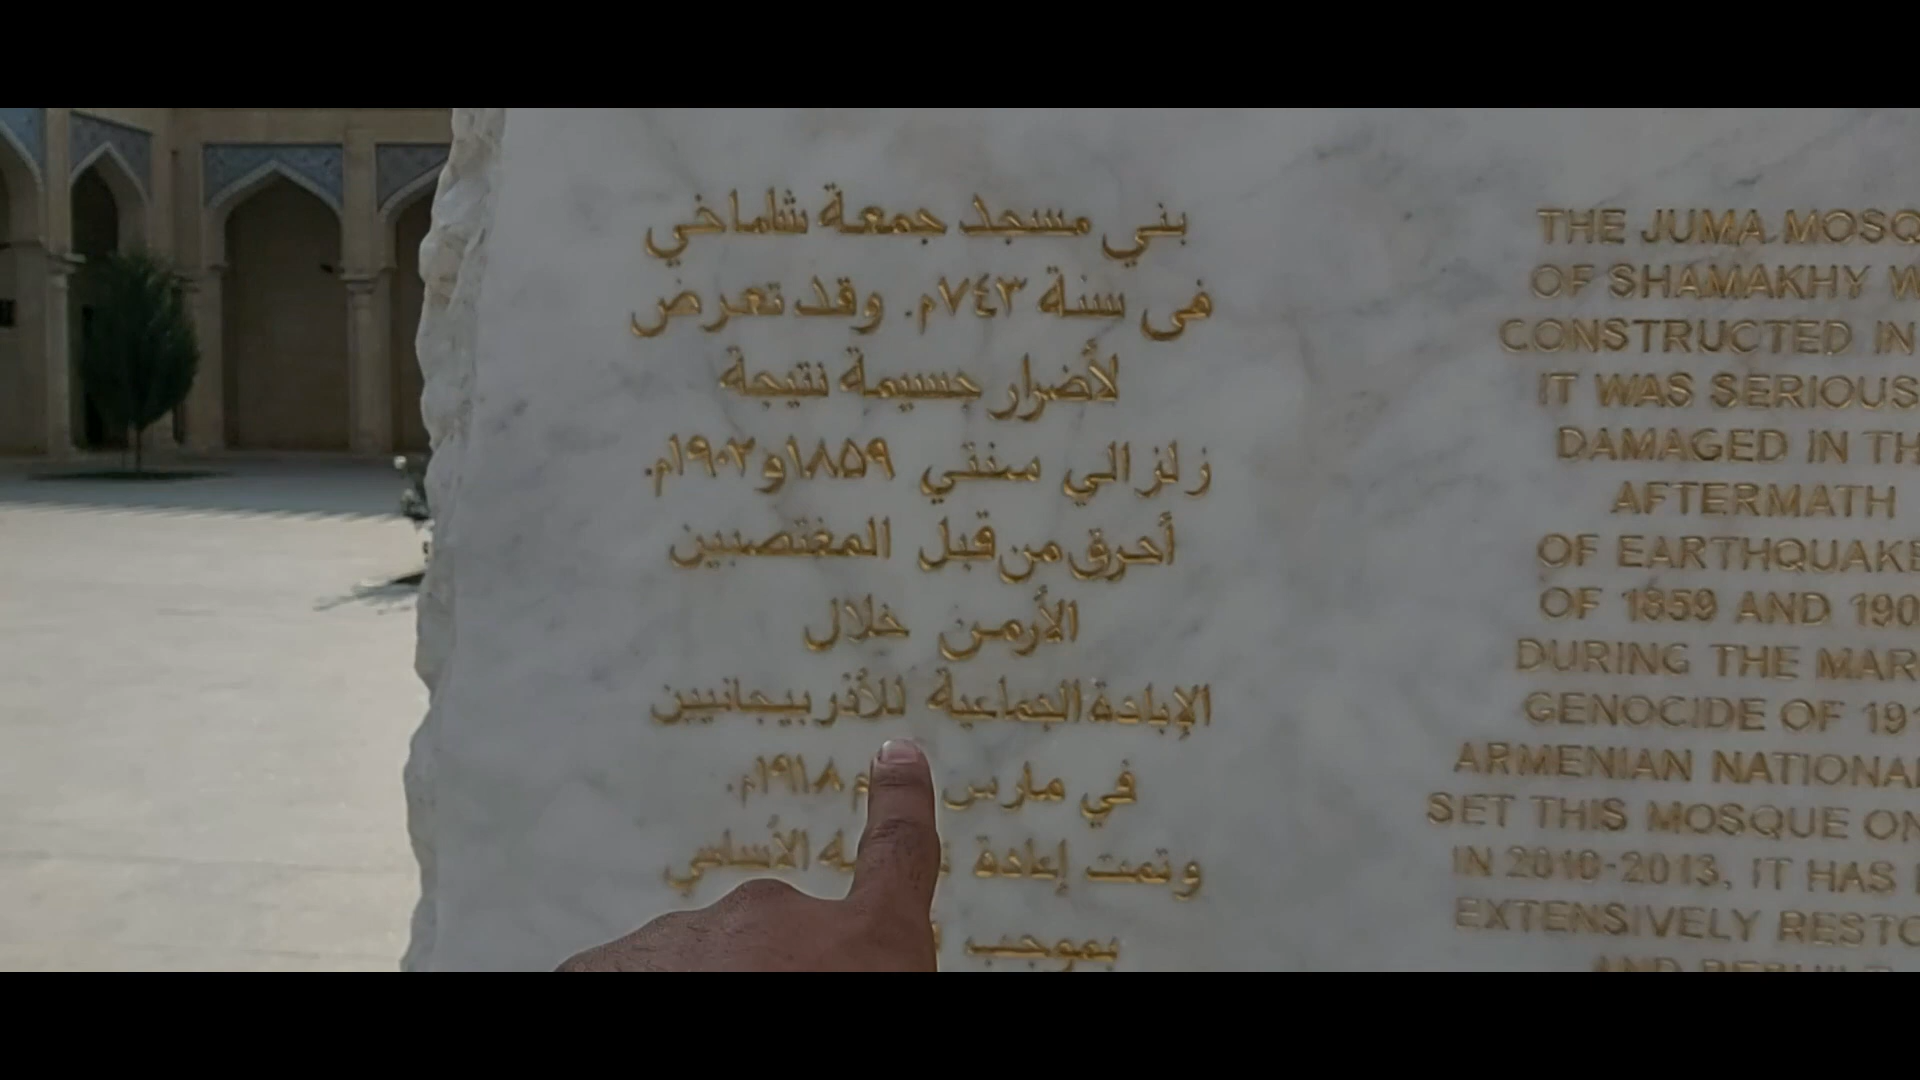 بني مسجد جمعة شاماخي
فى سنة ٧٤٣م. وقد تعرض
لأضرار جسيمة نتيجة
زلزالي سنتي ١٨٥٩و١٩٠٢م.
أحرق من قبل المغتصبين
الأرمن خلال
الإبادة الجماعية للأذربيجانيين
في مارس ١٩١٨م.
وتمت إعادة الأساسي
بموجب
THE JUMA MOSQ
OF SHAMAKHY W
CONSTRUCTED IN
IT WAS SERIOUS
DAMAGED IN TH
AFTERMATH
OF EARTHQUAKE
OF 1859 AND 190
DURING THE MAR
GENOCIDE OF 191
ARMENIAN NATIONA
SET THIS MOSQUE ON
IN 2010-2013, IT HAS
EXTENSIVELY RESTO